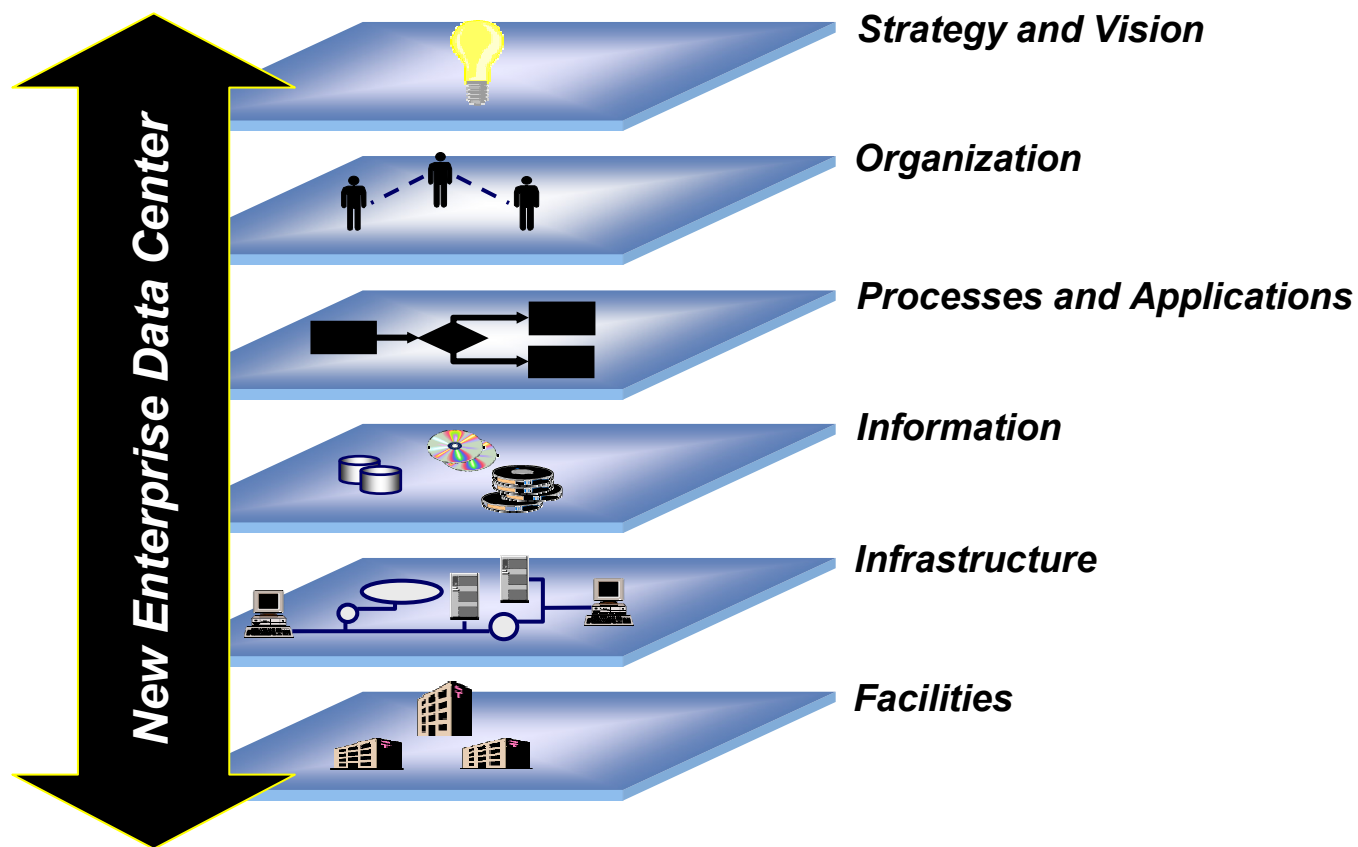 New Enterprise Data Center
Strategy and Vision
Organization
Processes and Applications
Information
Infrastructure
Facilities